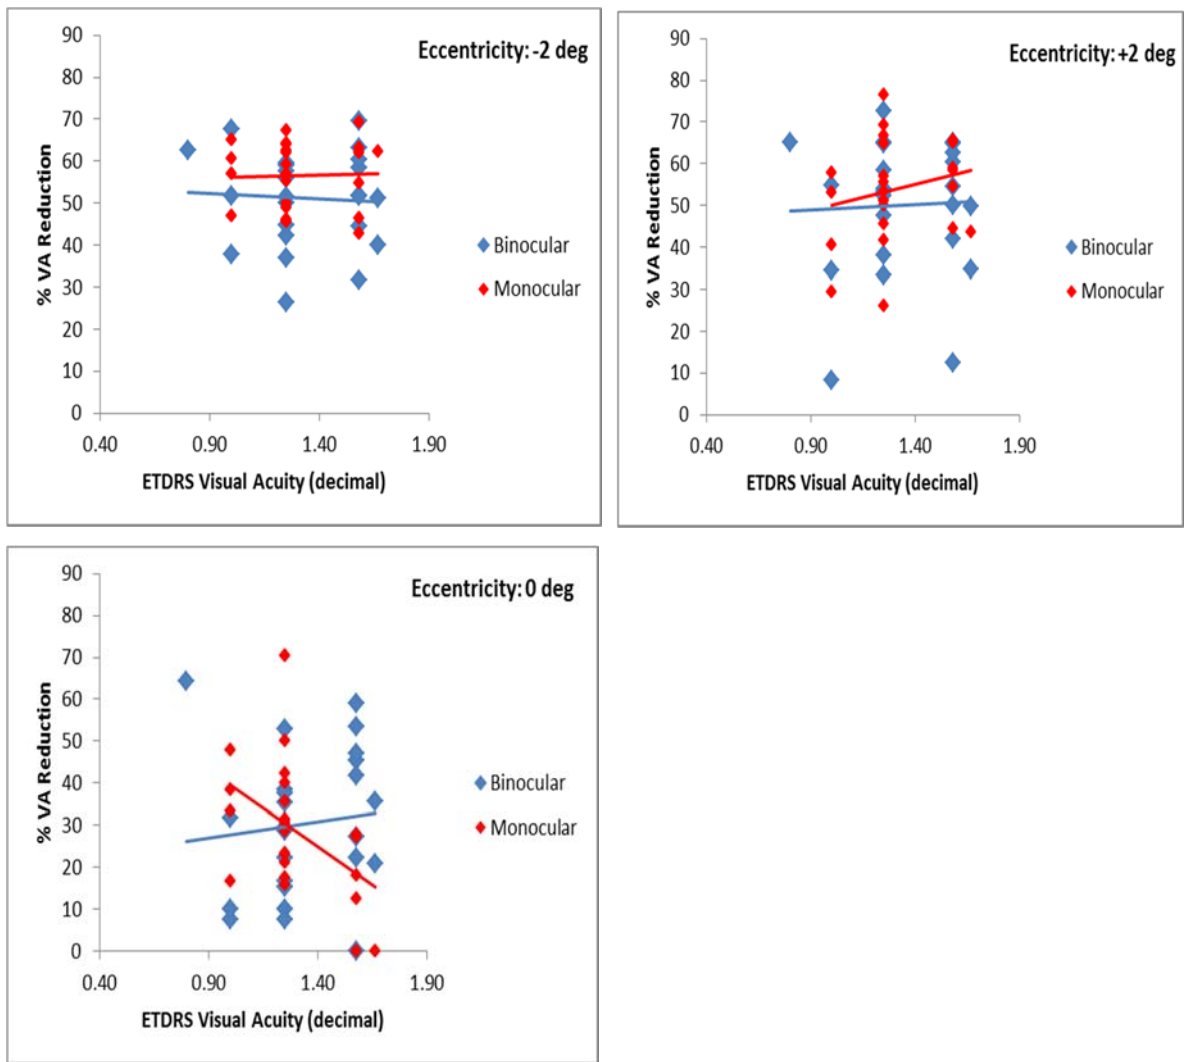 Eccentricity: -2 deg
90
80
70
60
50
40
30
20
10
0
% VA Reduction
Binocular
Monocular
0.40 0.90 1.40 1.90
ETDRS Visual Acuity (decimal)
Eccentricity: +2 deg
90
80
70
60
50
40
30
20
10
0
% VA Reduction
Binocular
Monocular
0.40 0.90 1.40 1.90
ETDRS Visual Acuity (decimal)
Eccentricity: 0 deg
90
80
70
60
50
40
30
20
10
0
% VA Reduction
Binocular
Monocular
0.40 0.90 1.40 1.90
ETDRS Visual Acuity (decimal)